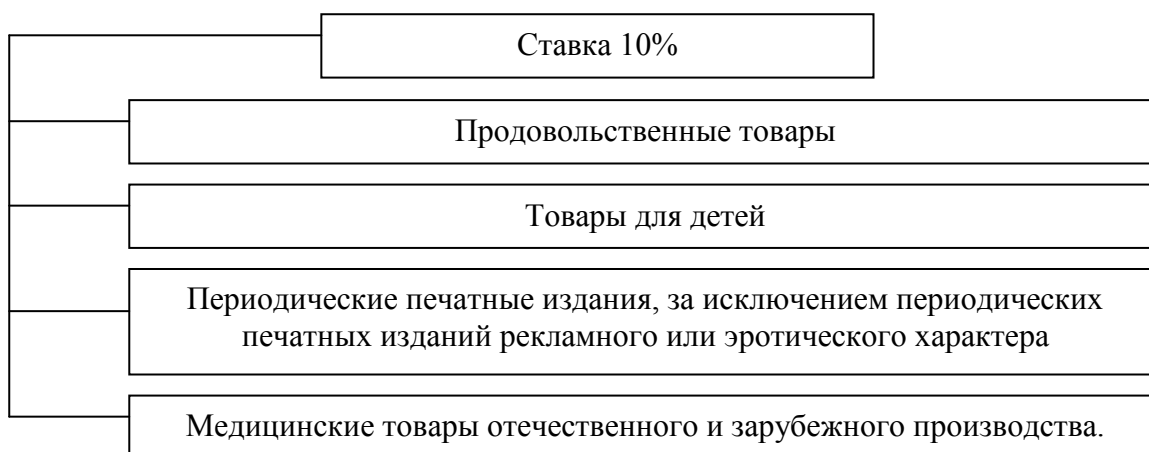 Ставка 10%
Продовольственные товары
Товары для детей
Периодические печатные издания, за исключением периодических
печатных изданий рекламного или эротического характера
Медицинские товары отечественного и зарубежного производства.